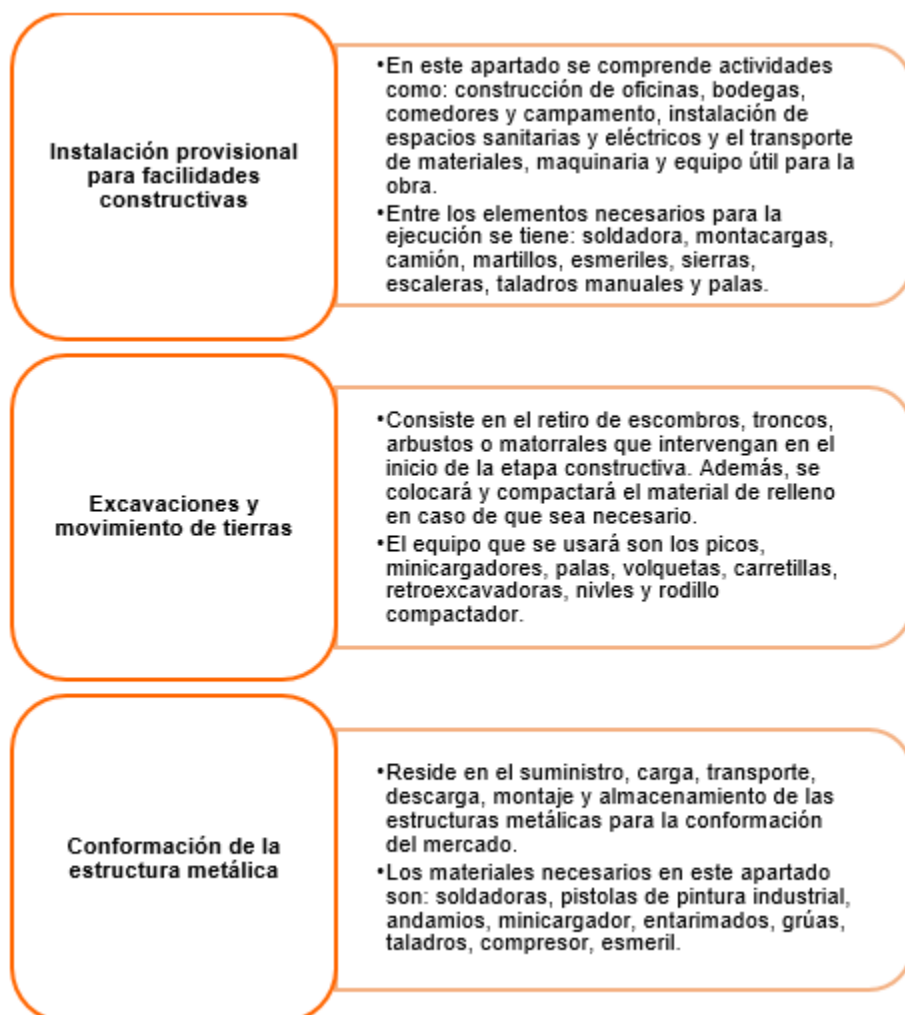 Instalación provisional
para facilidades
constructivas
•En este apartado se comprende actividades
como: construcción de oficinas, bodegas,
comedores y campamento, instalación de
espacios sanitarias y eléctricos y el transporte
de materiales, maquinaria y equipo útil para la
obra.
•Entre los elementos necesarios para la
ejecución se tiene: soldadora, montacargas,
camión, martillos, esmeriles, sierras,
escaleras, taladros manuales y palas.
Excavaciones y
movimiento de tierras
•Consiste en el retiro de escombros, troncos,
arbustos o matorrales que intervengan en el
inicio de la etapa constructiva. Además, se
colocará y compactará el material de relleno
en caso de que sea necesario.
•El equipo que se usará son los picos,
minicargadores, palas, volquetas, carretillas,
retroexcavadoras, nivles y rodillo
compactador.
Conformación de la
estructura metálica
•Reside en el suministro, carga, transporte,
descarga, montaje y almacenamiento de las
estructuras metálicas para la conformación
del mercado.
•Los materiales necesarios en este apartado
son: soldadoras, pistolas de pintura industrial,
andamios, minicargador, entarimados, grúas,
taladros, compresor, esmeril.